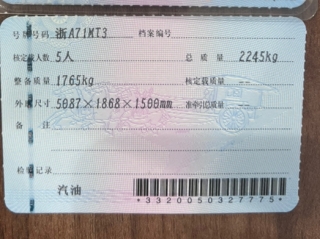 号牌号码 浙A71MT3 档案编号
核定载人数 5人 总质量 2245kg
整备质量 1765kg 核定载质量 --
外廓尺寸 5087×1868×1500mm 准牵引总质量 --
备注
检验记录
汽油
*3320050327775*